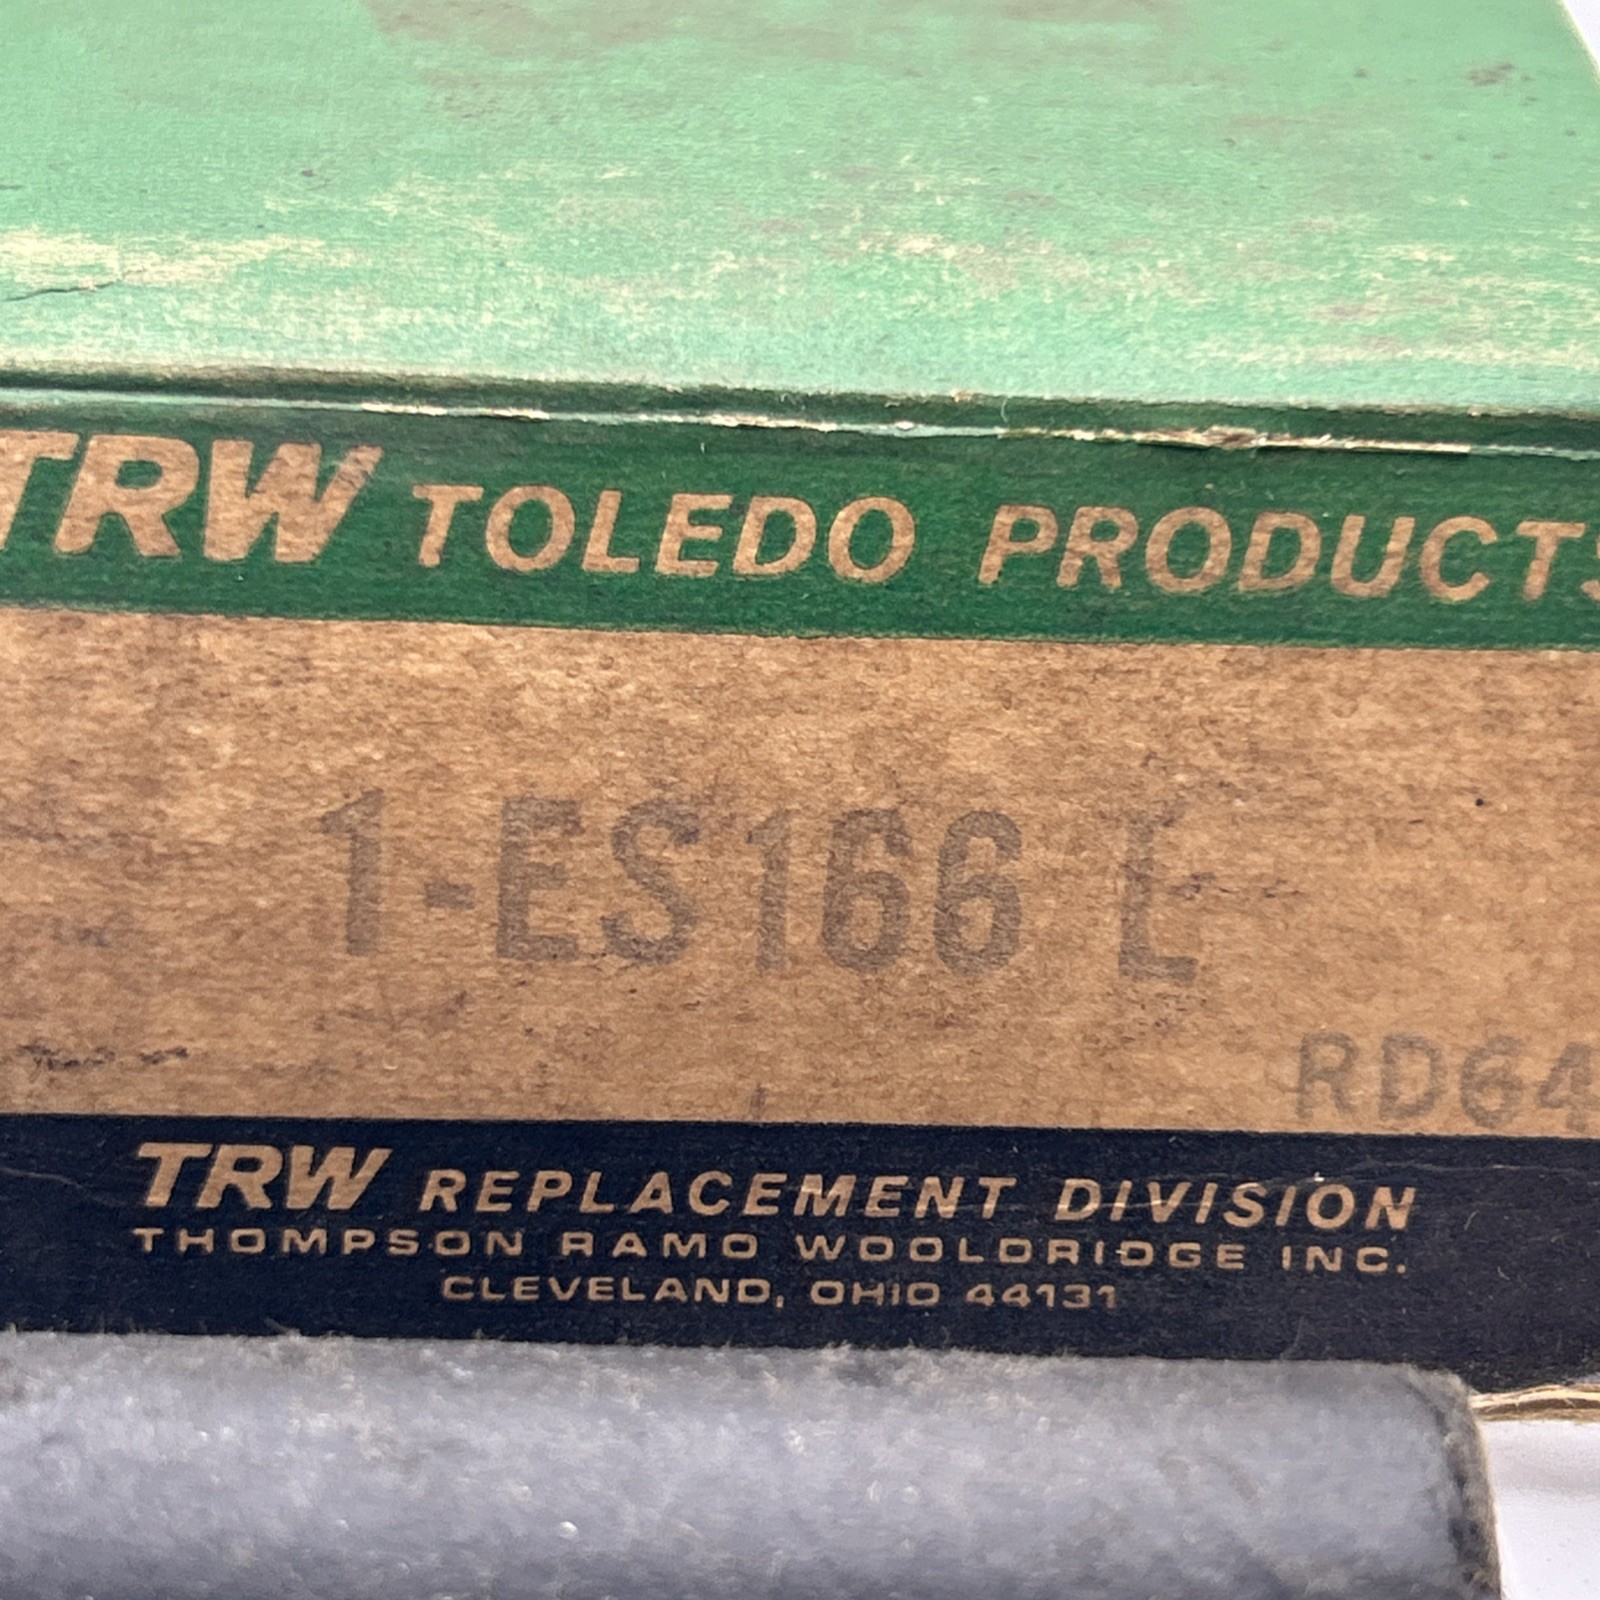 TRW TOLEDO PRODUCTS
1-ES166 L
RD64
TRW REPLACEMENT DIVISION
THOMPSON RAMO WOOLDRIDGE INC.
CLEVELAND, OHIO 44131